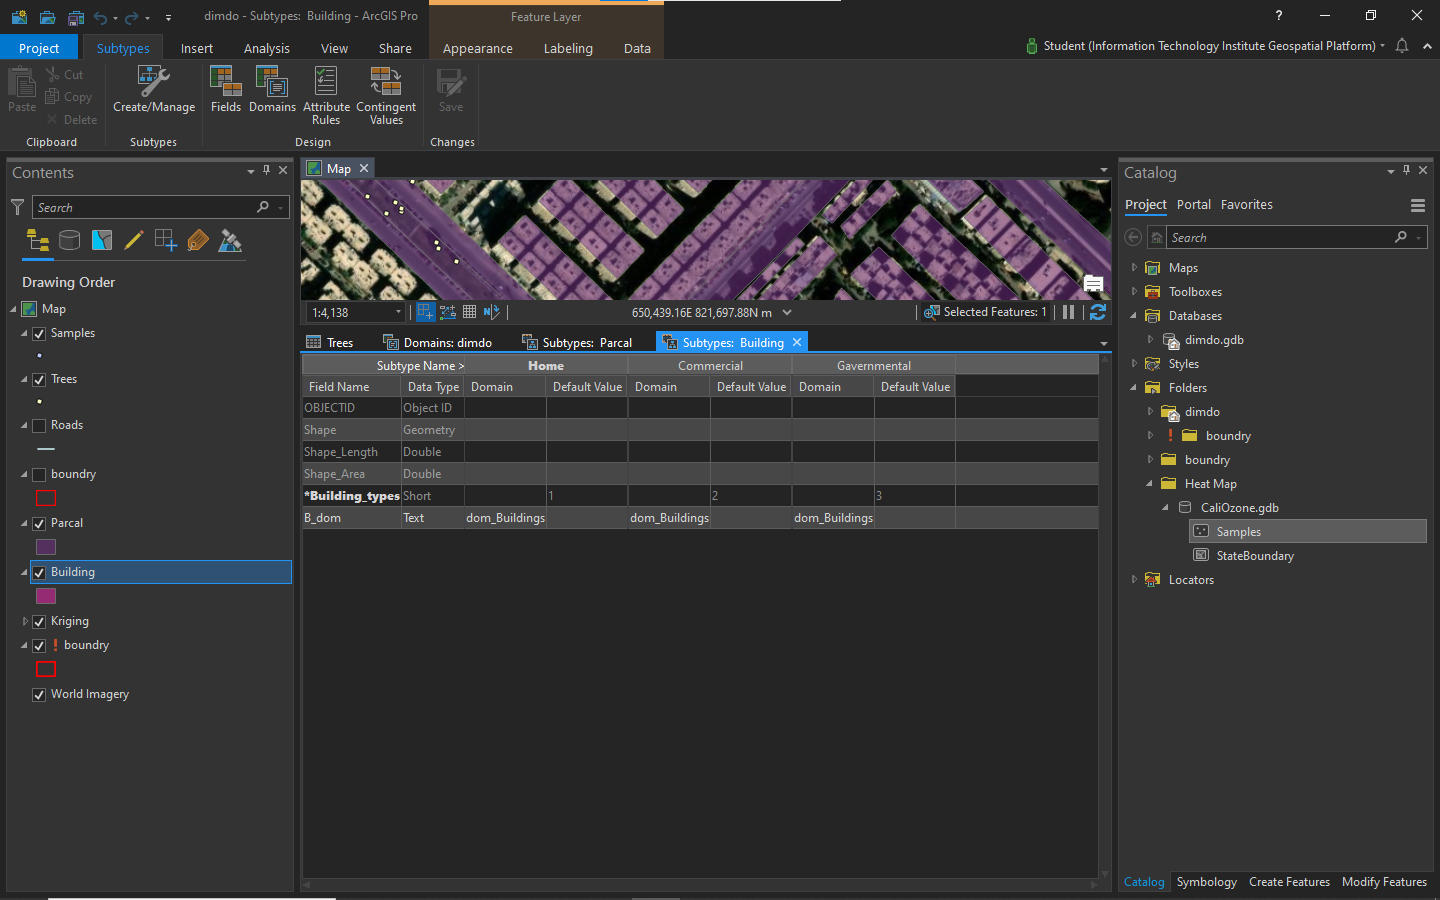 dimdo - Subtypes: Building - ArcGIS Pro
Feature Layer
?
Project
Subtypes
Insert
Analysis
View
Share
Appearance
Labeling
Data
Student (Information Technology Institute Geospatial Platform)
Paste
Cut
Copy
Delete
Clipboard
Create/Manage
Subtypes
Fields
Domains
Attribute
Rules
Contingent
Values
Design
Save
Changes
Contents
Search
Drawing Order
Map
Samples
Trees
Roads
boundry
Parcal
Building
Kriging
! boundry
World Imagery
Map
1:4,138
650,439.16E 821,697.88N m
Selected Features: 1
Trees
Domains: dimdo
Subtypes: Parcal
Subtypes: Building
Subtype Name > Home Commercial Gavernmental
Field Name Data Type Domain Default Value Domain Default Value Domain Default Value
OBJECTID Object ID
Shape Geometry
Shape_Length Double
Shape_Area Double
*Building_types Short 1 2 3
B_dom Text dom_Buildings dom_Buildings dom_Buildings
Catalog
Project Portal Favorites
Search
Maps
Toolboxes
Databases
dimdo.gdb
Styles
Folders
dimdo
! boundry
boundry
Heat Map
CaliOzone.gdb
Samples
StateBoundary
Locators
Catalog Symbology Create Features Modify Features